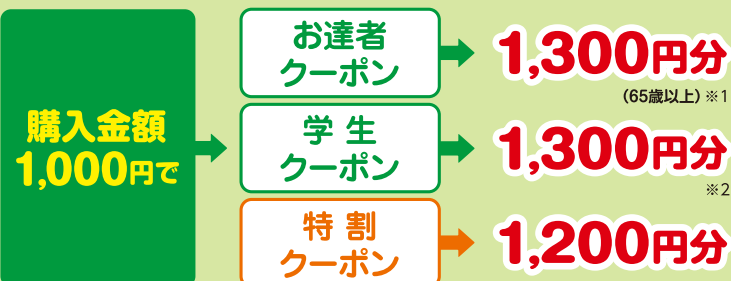 購入金額
1,000円で
お達者
クーポン
1,300円分
(65歳以上)※1
学生
クーポン
1,300円分
※2
特割
クーポン
1,200円分